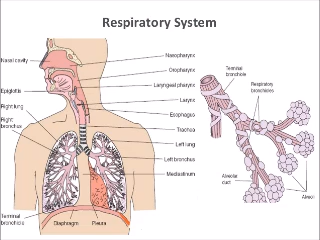 Respiratory System
Nasal cavity
Epiglottis
Right lung
Right
bronchus
Terminal
bronchiole
Diaphragm
Pleura
Nasopharynx
Oropharynx
Laryngeal pharynx
Larynx
Esophagus
Trachea
Left lung
Left bronchus
Mediastinum
Terminal
bronchiole
Respiratory
bronchioles
Alveolar
duct
Alveoli